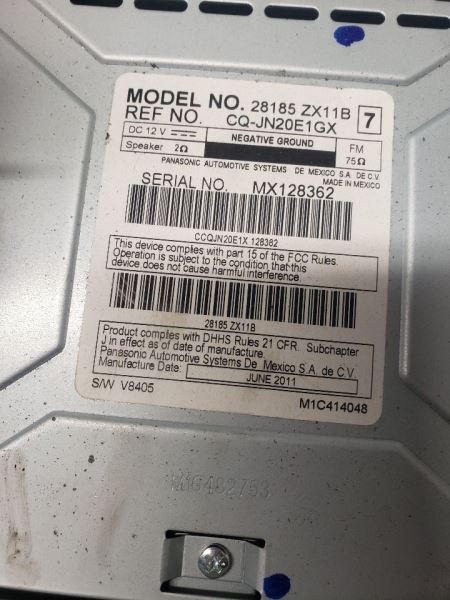 MODEL NO. 28185 ZX11B 7
REF NO. CQ-JN20E1GX
DC 12 V NEGATIVE GROUND FM
Speaker 2Ω 75Ω
PANASONIC AUTOMOTIVE SYSTEMS DE MEXICO S.A. DE C.V.
MADE IN MEXICO
SERIAL NO. MX128362
CCQJN20E1X 128362
This device complies with part 15 of the FCC Rules.
Operation is subject to the condition that this
device does not cause harmful interference.
28185 ZX11B
Product complies with DHHS Rules 21 CFR. Subchapter
J in effect as of date of manufacture.
Panasonic Automotive Systems De Mexico S.A. de C.V.
Manufacture Date: JUNE 2011
S/W V8405 M1C414048